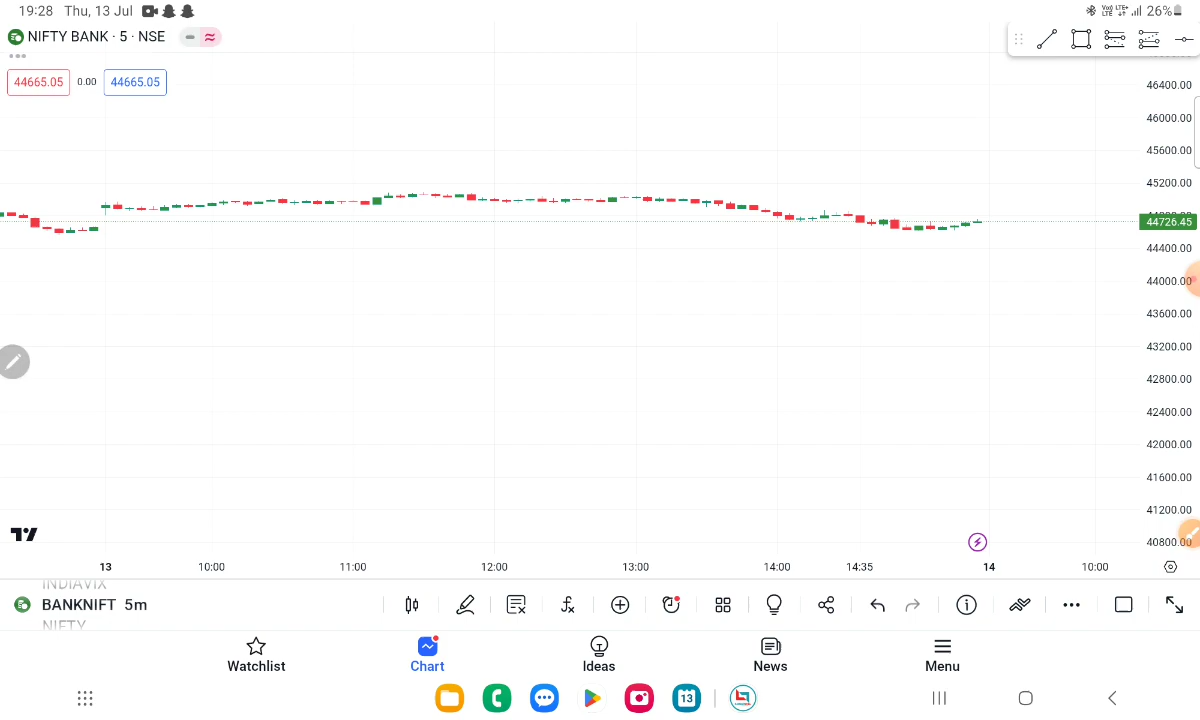 19:28 Thu, 13 Jul
Vo) LTE LTE+ 26%
NIFTY BANK · 5 · NSE
44665.05 0.00 44665.05
46400.00
46000.00
45600.00
45200.00
44726.45
44400.00
44000.00
43600.00
43200.00
42800.00
42400.00
42000.00
41600.00
41200.00
40800.00
13 10:00 11:00 12:00 13:00 14:00 14:35 14 10:00
INDIAVIX
BANKNIFT 5m
NIFTY
Watchlist Chart Ideas News Menu
13